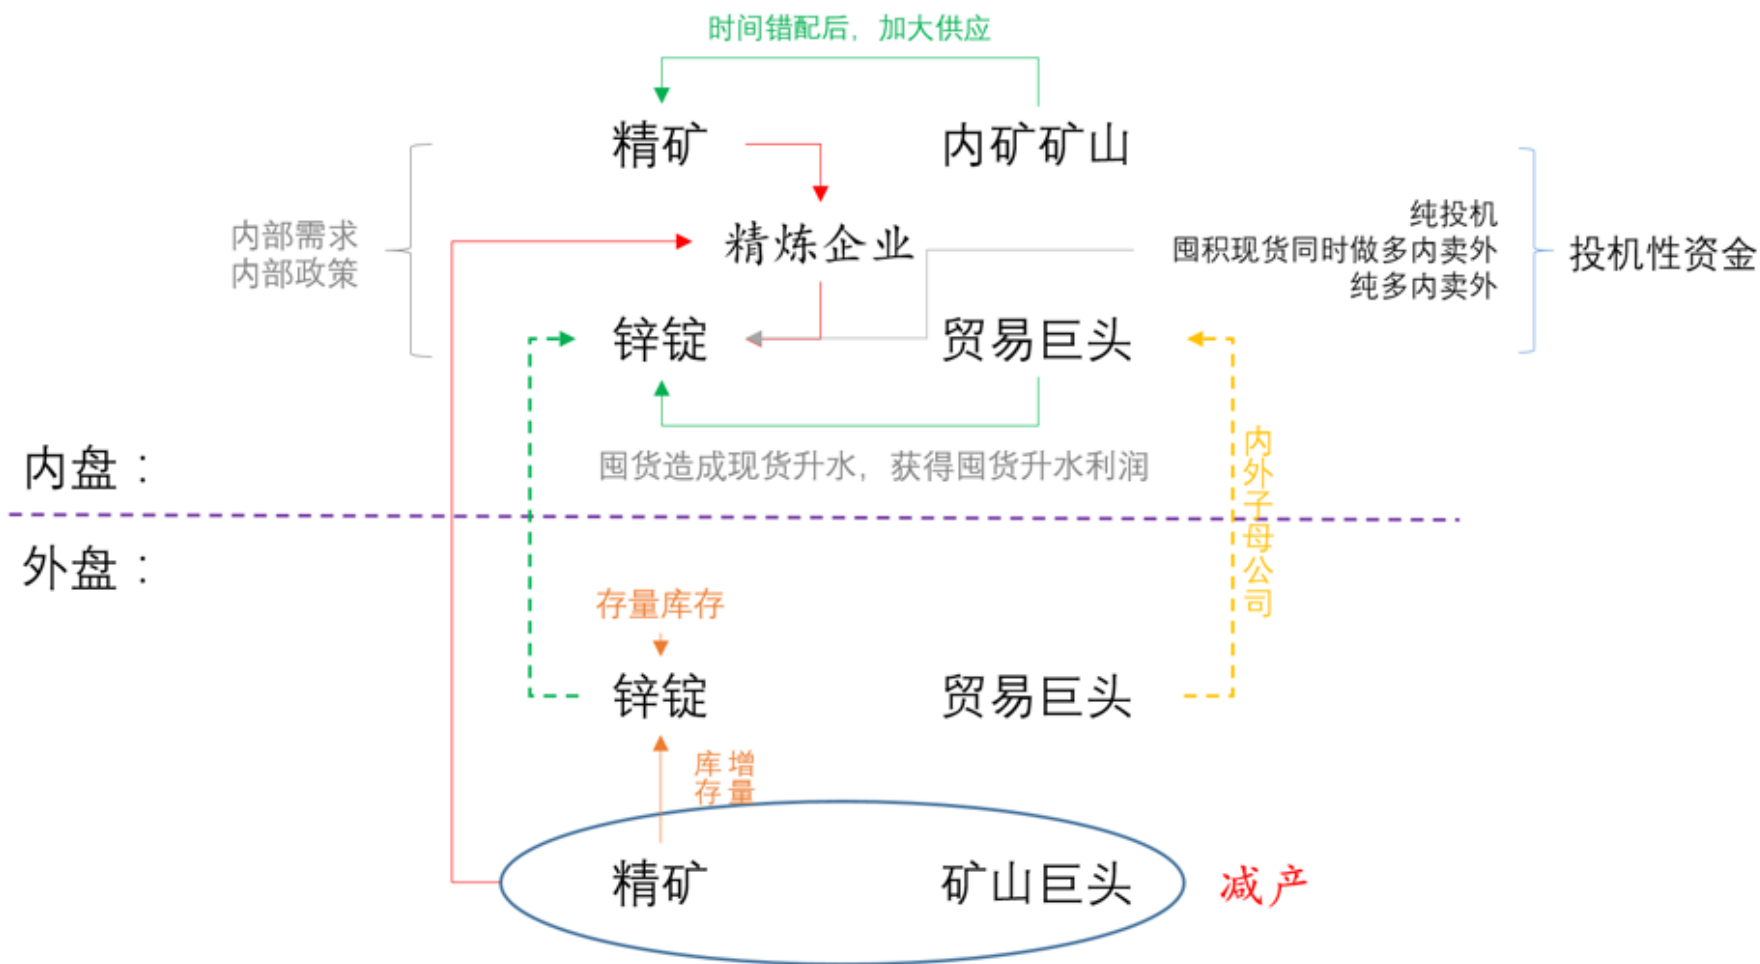 时间错配后，加大供应
精矿
内矿矿山
内部需求
内部政策
精炼企业
纯投机
囤积现货同时做多内卖外
纯多内卖外
投机性资金
锌锭
贸易巨头
囤货造成现货升水，获得囤货升水利润
内盘：
内外子母公司
外盘：
存量库存
锌锭
贸易巨头
库增
存量
精矿
矿山巨头
减产